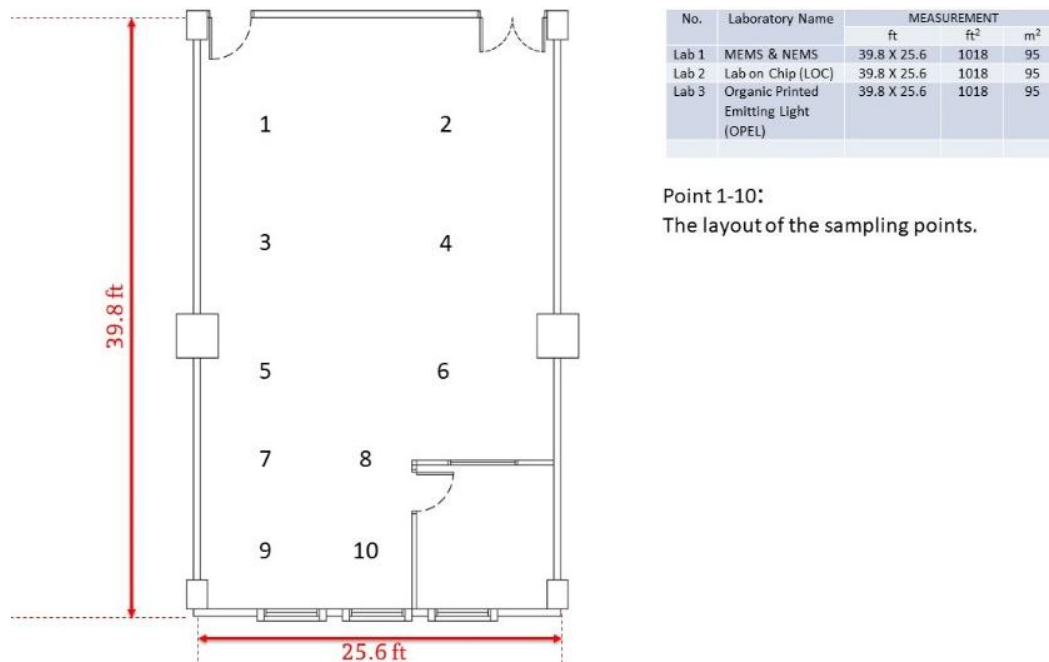 No. Laboratory Name MEASUREMENT
ft ft² m²
Lab 1 MEMS & NEMS 39.8 X 25.6 1018 95
Lab 2 Lab on Chip (LOC) 39.8 X 25.6 1018 95
Lab 3 Organic Printed 39.8 X 25.6 1018 95
Emitting Light
(OPEL)
Point 1-10:
The layout of the sampling points.
1 2
3 4
39.8 ft
5 6
7 8
9 10
25.6 ft